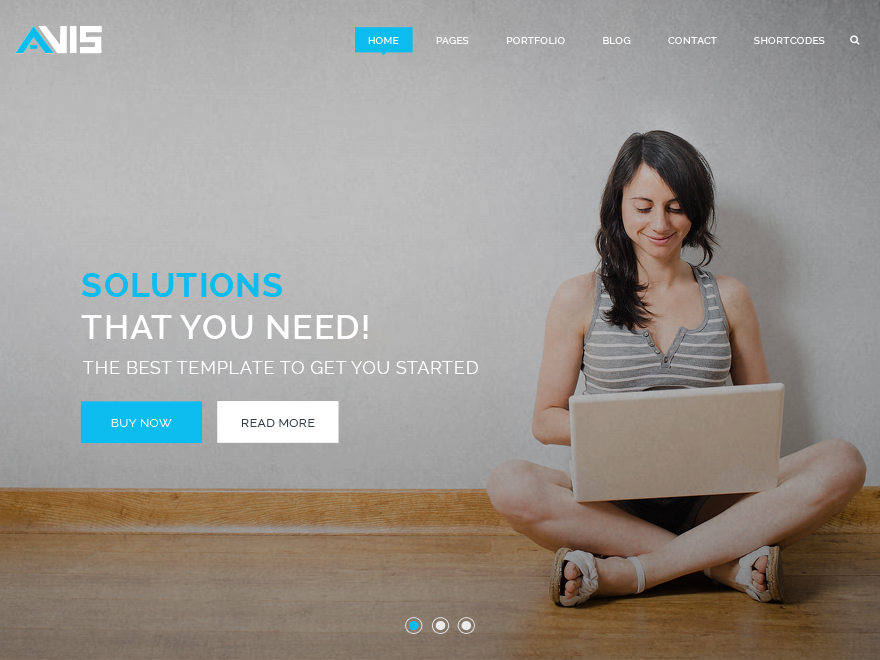 AVIS
HOME PAGES PORTFOLIO BLOG CONTACT SHORTCODES
SOLUTIONS
THAT YOU NEED!
THE BEST TEMPLATE TO GET YOU STARTED
BUY NOW READ MORE